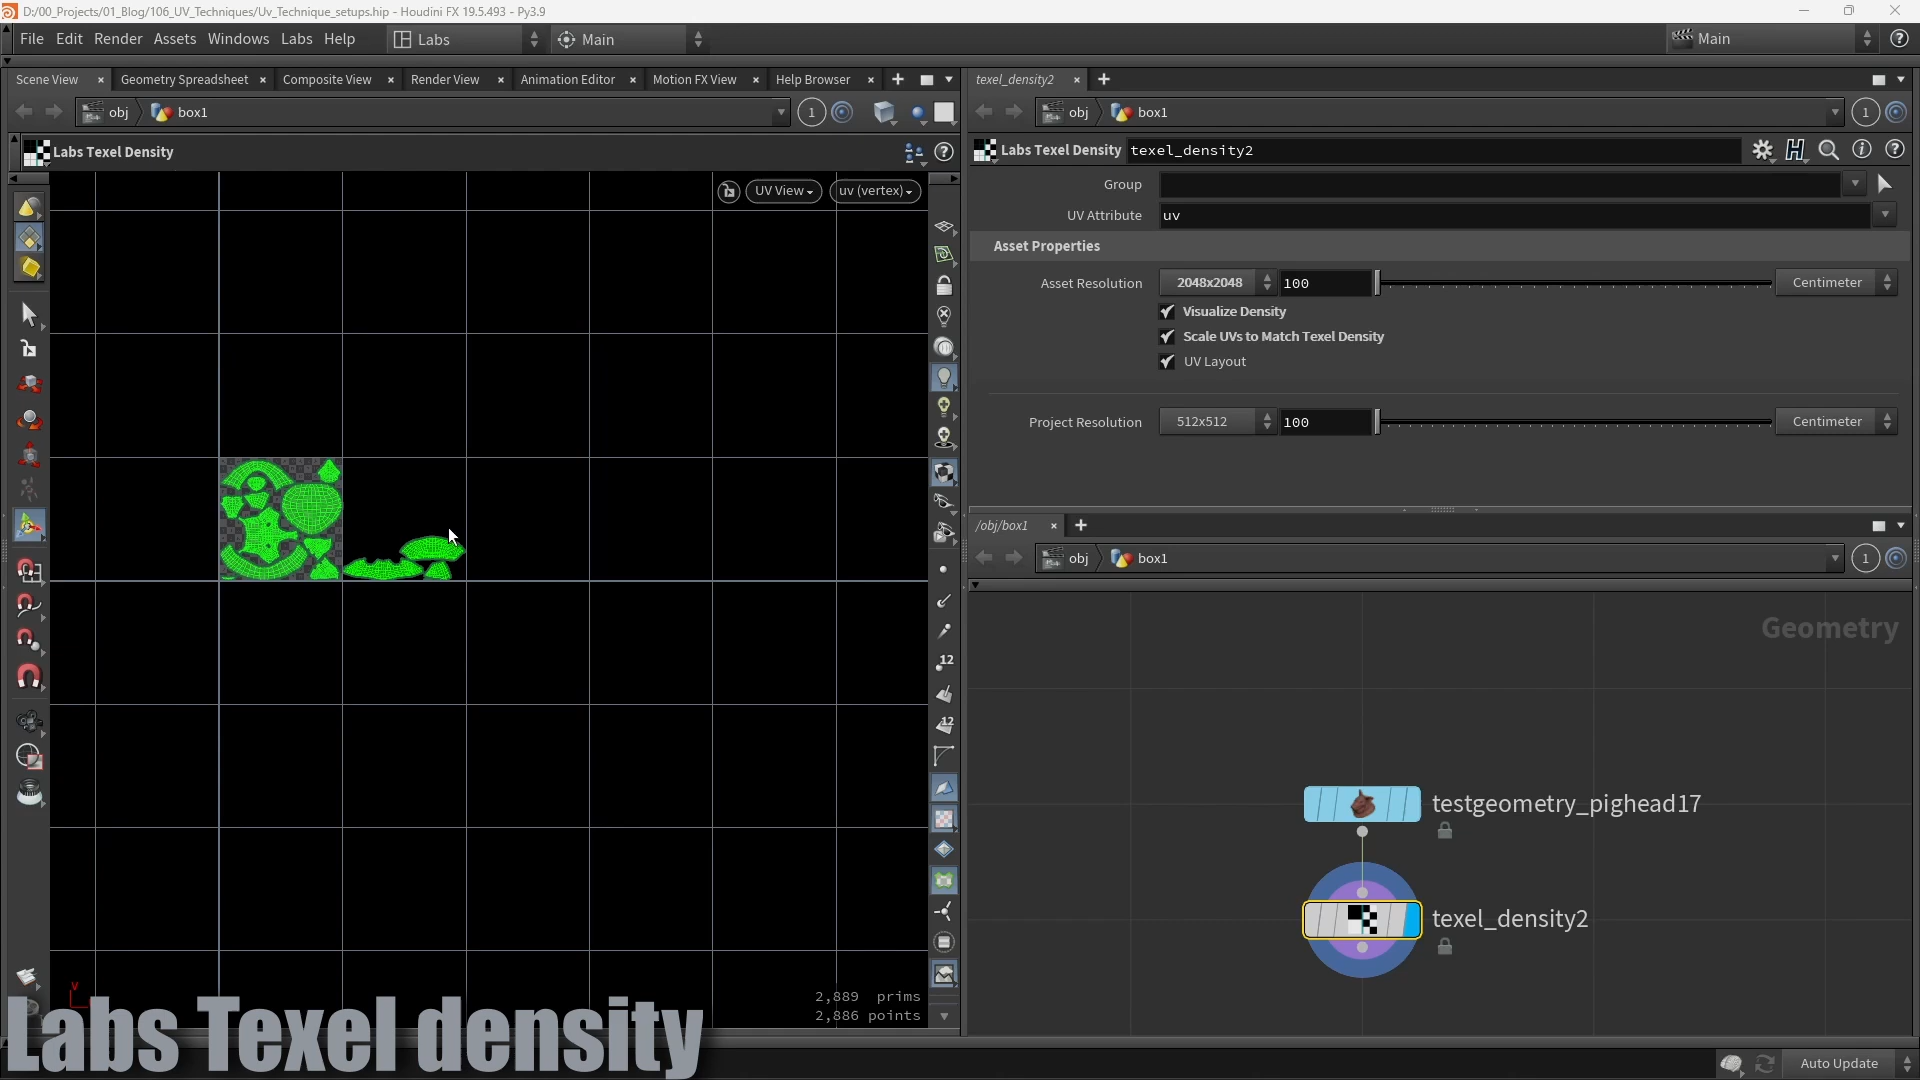 D:/00_Projects/01_Blog/106_UV_Techniques/Uv_Technique_setups.hip - Houdini FX 19.5.493 - Py3.9
File Edit Render Assets Windows Labs Help Labs Main Main
Scene View Geometry Spreadsheet Composite View Render View Animation Editor Motion FX View Help Browser
obj box1 1
Labs Texel Density
UV View uv (vertex)
12
12
v
2,889 prims
2,886 points
texel_density2
obj box1 1
Labs Texel Density texel_density2
Group
UV Attribute uv
Asset Properties
Asset Resolution 2048x2048 100 Centimeter
Visualize Density
Scale UVs to Match Texel Density
UV Layout
Project Resolution 512x512 100 Centimeter
/obj/box1
obj box1 1
Geometry
testgeometry_pighead17
texel_density2
Labs Texel density
Auto Update